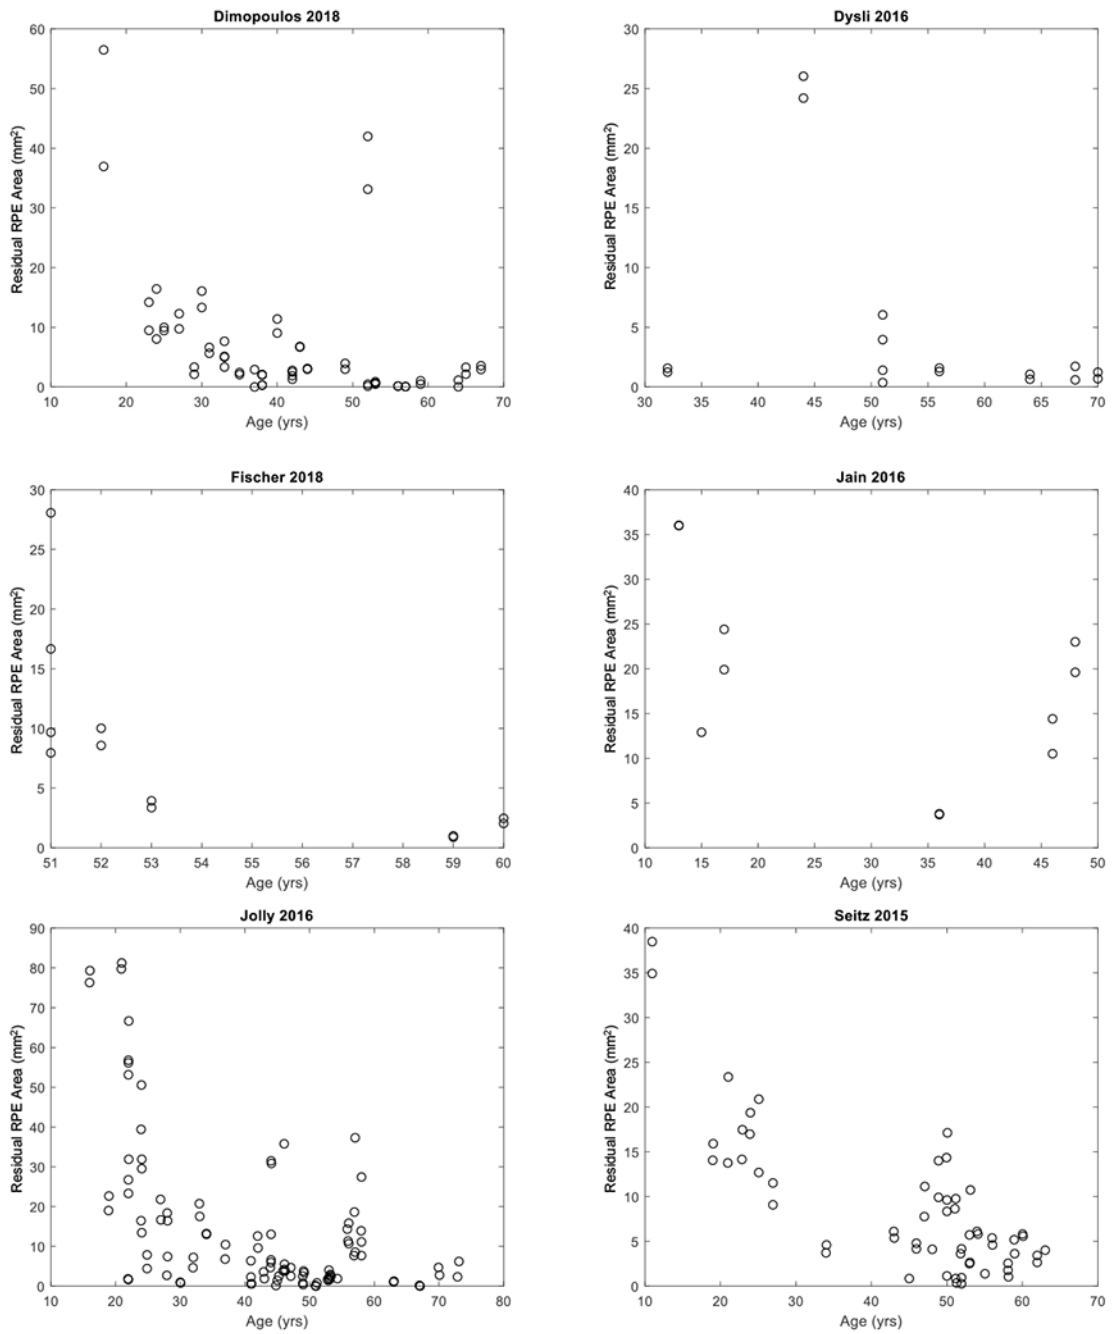 Dimopoulos 2018
60
50
40
30
20
10
0
Residual RPE Area (mm²)
10 20 30 40 50 60 70
Age (yrs)
Dysli 2016
30
25
20
15
10
5
0
Residual RPE Area (mm²)
30 35 40 45 50 55 60 65 70
Age (yrs)
Fischer 2018
30
25
20
15
10
5
0
Residual RPE Area (mm²)
51 52 53 54 55 56 57 58 59 60
Age (yrs)
Jain 2016
40
35
30
25
20
15
10
5
0
Residual RPE Area (mm²)
10 15 20 25 30 35 40 45 50
Age (yrs)
Jolly 2016
90
80
70
60
50
40
30
20
10
0
Residual RPE Area (mm²)
10 20 30 40 50 60 70 80
Age (yrs)
Seitz 2015
40
35
30
25
20
15
10
5
0
Residual RPE Area (mm²)
10 20 30 40 50 60 70
Age (yrs)